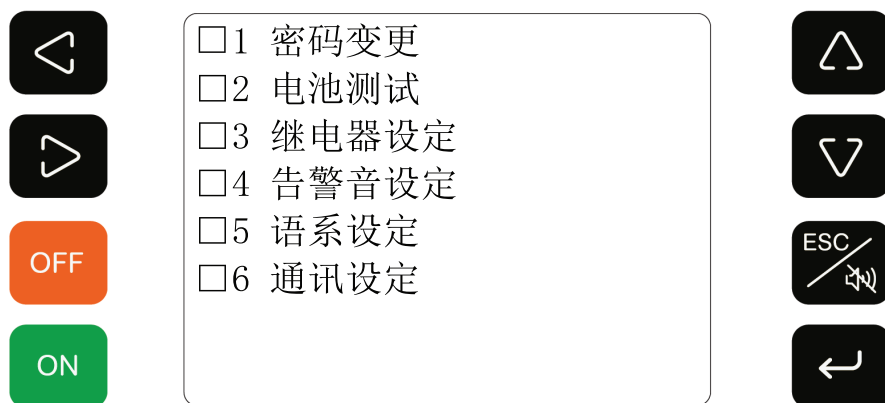 □1 密码变更
□2 电池测试
□3 继电器设定
□4 告警音设定
□5 语系设定
□6 通讯设定
OFF
ON
ESC